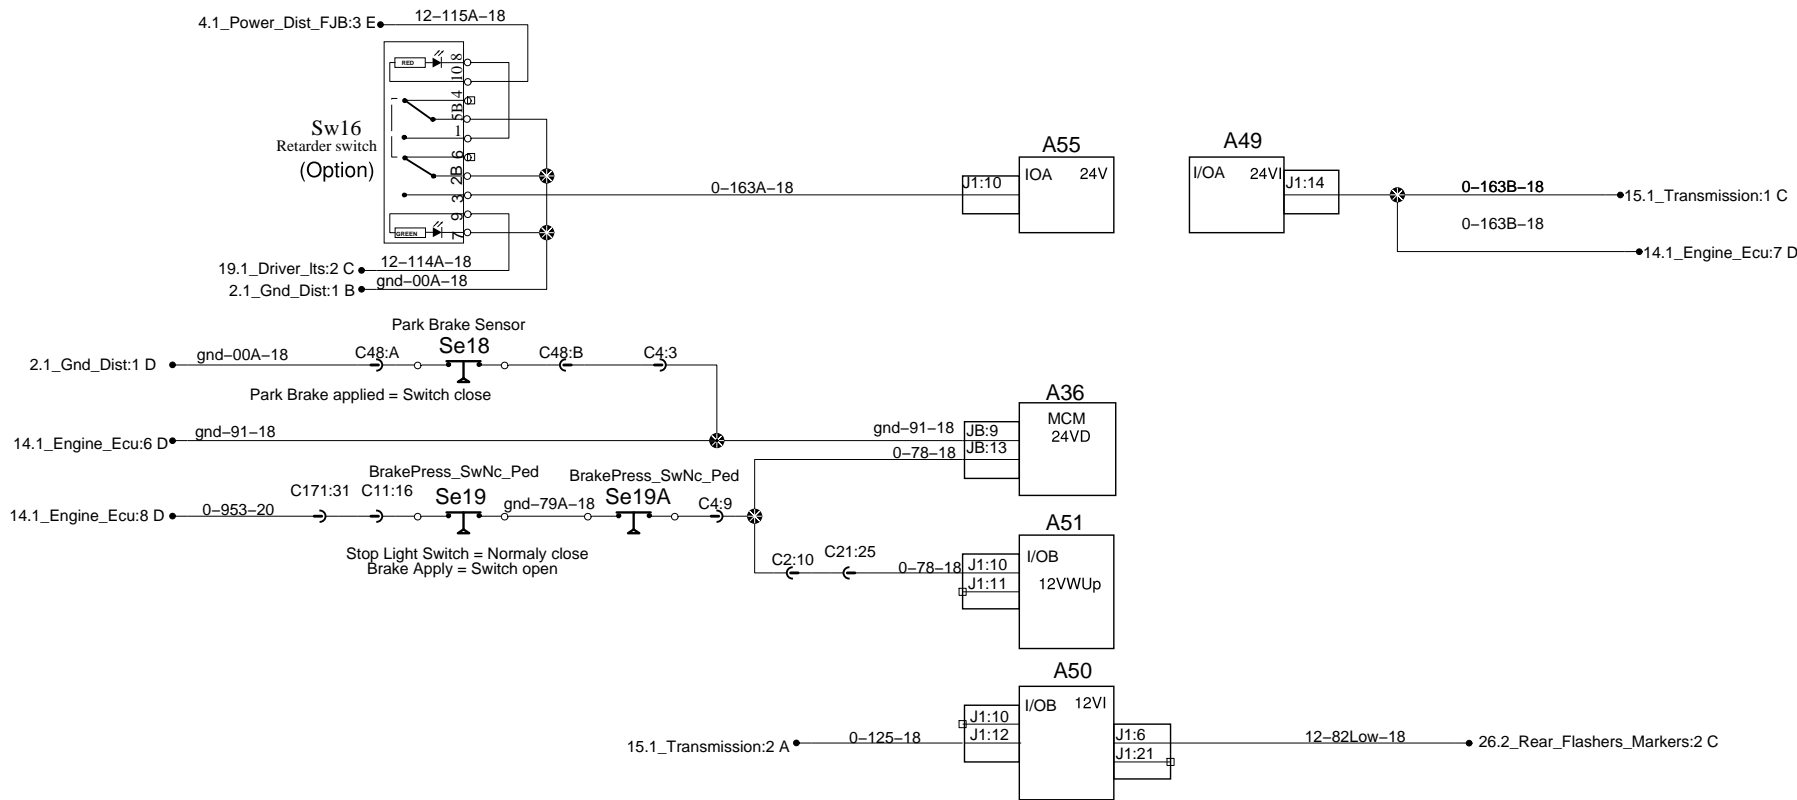 4.1_Power_Dist_FJB:3 E
12-115A-18
RED
8
10
4
5B
1
6
2B
3
9
GREEN
7
Sw16
Retarder switch
(Option)
19.1_Driver_lts:2 C
12-114A-18
2.1_Gnd_Dist:1 B
gnd-00A-18
0-163A-18
A55
J1:10
IOA
24V
A49
I/OA
24VI
J1:14
0-163B-18
15.1_Transmission:1 C
0-163B-18
14.1_Engine_Ecu:7 D
Park Brake Sensor
Se18
2.1_Gnd_Dist:1 D
gnd-00A-18
C48:A
C48:B
C4:3
Park Brake applied = Switch close
14.1_Engine_Ecu:6 D
gnd-91-18
gnd-91-18
0-78-18
A36
JB:9
JB:13
MCM
24VD
BrakePress_SwNc_Ped
BrakePress_SwNc_Ped
14.1_Engine_Ecu:8 D
0-953-20
C171:31
C11:16
Se19
gnd-79A-18
Se19A
C4:9
Stop Light Switch = Normaly close
Brake Apply = Switch open
C2:10
C21:25
0-78-18
A51
J1:10
J1:11
I/OB
12VWUp
A50
15.1_Transmission:2 A
0-125-18
J1:10
J1:12
I/OB
12VI
J1:6
J1:21
12-82Low-18
26.2_Rear_Flashers_Markers:2 C